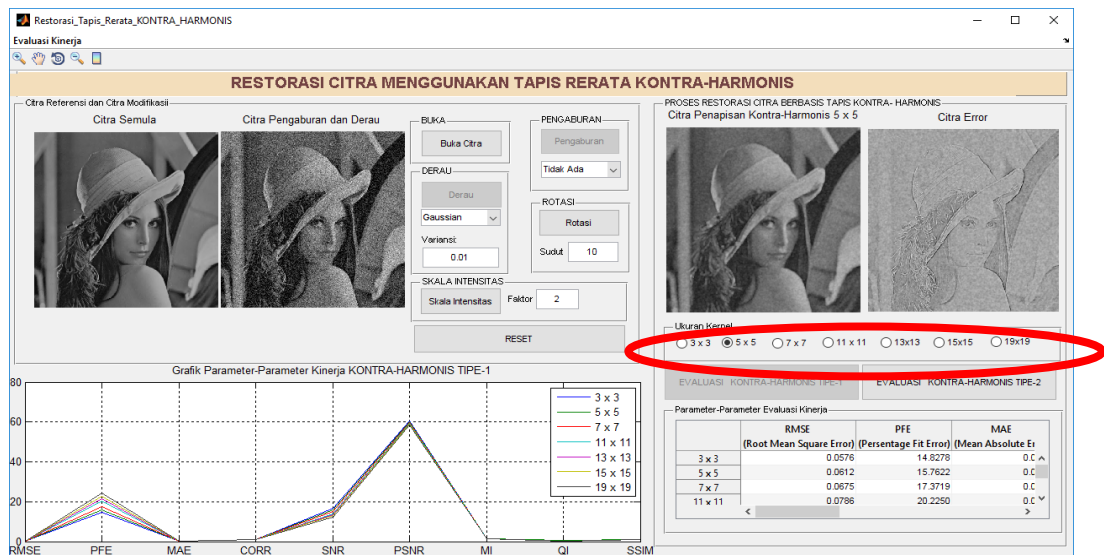 Restorasi_Tapis_Rerata_KONTRA_HARMONIS
Evaluasi Kinerja
RESTORASI CITRA MENGGUNAKAN TAPIS RERATA KONTRA-HARMONIS
Citra Referensi dan Citra Modifikasii
Citra Semula
Citra Pengaburan dan Derau
BUKA
Buka Citra
PENGABURAN
Pengaburan
Tidak Ada
DERAU
Derau
Gaussian
Variansi:
0.01
ROTASI
Rotasi
Sudut 10
SKALA INTENSITAS
Skala Intensitas Faktor 2
RESET
PROSES RESTORASI CITRA BERBASIS TAPIS KONTRA- HARMONIS
Citra Penapisan Kontra-Harmonis 5 x 5
Citra Error
Ukuran Kernel
3 x 3 5 x 5 7 x 7 11 x 11 13x13 15x15 19x19
EVALUASI KONTRA-HARMONIS TIPE-1
EVALUASI KONTRA-HARMONIS TIPE-2
Grafik Parameter-Parameter Kinerja KONTRA-HARMONIS TIPE-1
80
60
40
20
0
RMSE PFE MAE CORR SNR PSNR MI QI SSIM
3 x 3
5 x 5
7 x 7
11 x 11
13 x 13
15 x 15
19 x 19
Parameter-Parameter Evaluasi Kinerja
RMSE PFE MAE
(Root Mean Square Error) (Persentage Fit Error) (Mean Absolute Er
3 x 3 0.0576 14.8278 0.0
5 x 5 0.0612 15.7622 0.0
7 x 7 0.0675 17.3719 0.0
11 x 11 0.0786 20.2250 0.0